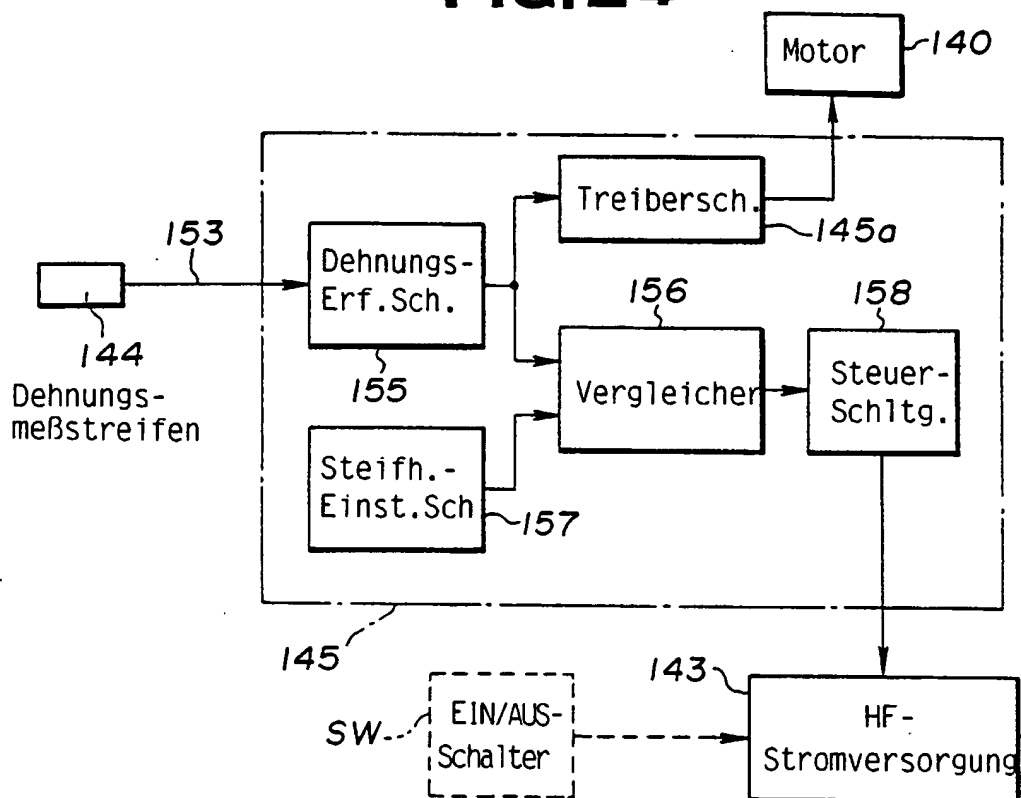 Motor
140
Treibersch.
145a
153
Dehnungs-
Erf.Sch.
155
156
158
144
Dehnungs-
meßstreifen
Vergleicher
Steuer-
Schltg.
Steifh.-
Einst.Sch
157
145
143
SW
EIN/AUS-
Schalter
HF-
Stromversorgung